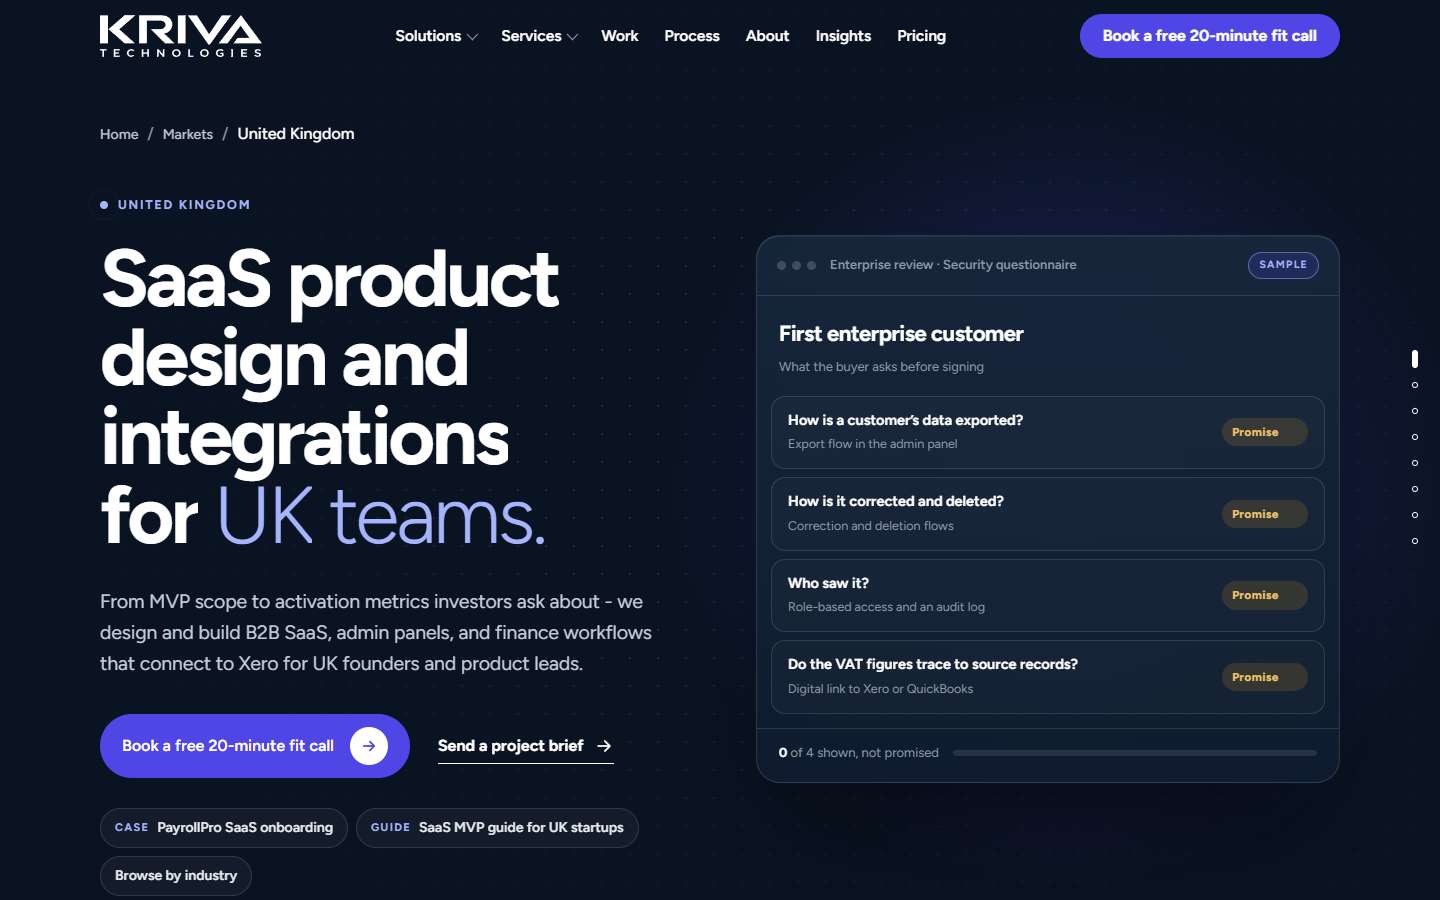 KRIVA
TECHNOLOGIES
Solutions
Services
Work
Process
About
Insights
Pricing
Book a free 20-minute fit call
Home / Markets / United Kingdom
UNITED KINGDOM
SaaS product
design and
integrations
for UK teams.
From MVP scope to activation metrics investors ask about - we
design and build B2B SaaS, admin panels, and finance workflows
that connect to Xero for UK founders and product leads.
Book a free 20-minute fit call
Send a project brief
CASE PayrollPro SaaS onboarding
GUIDE SaaS MVP guide for UK startups
Browse by industry
Enterprise review · Security questionnaire
SAMPLE
First enterprise customer
What the buyer asks before signing
How is a customer’s data exported?
Export flow in the admin panel
Promise
How is it corrected and deleted?
Correction and deletion flows
Promise
Who saw it?
Role-based access and an audit log
Promise
Do the VAT figures trace to source records?
Digital link to Xero or QuickBooks
Promise
0 of 4 shown, not promised